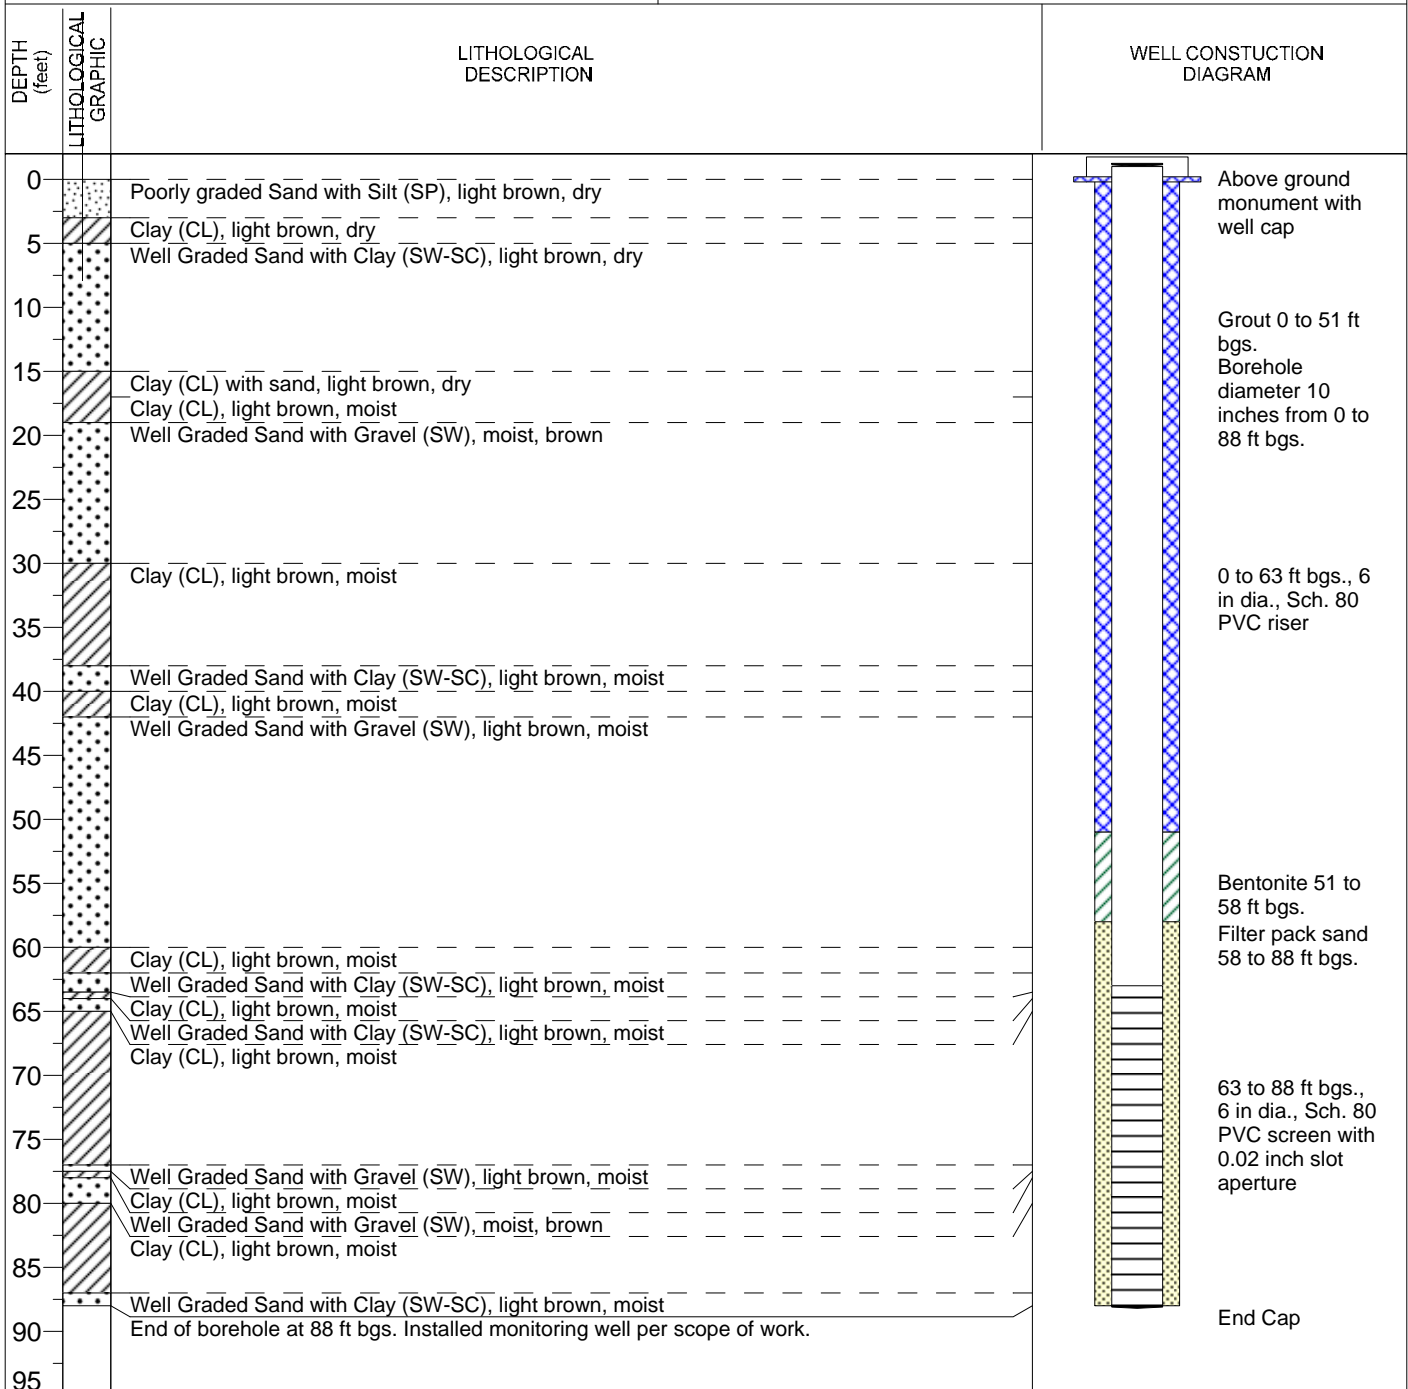 DEPTH
(feet)
LITHOLOGICAL
GRAPHIC
LITHOLOGICAL
DESCRIPTION
WELL CONSTUCTION
DIAGRAM
0
5
10
15
20
25
30
35
40
45
50
55
60
65
70
75
80
85
90
95
Poorly graded Sand with Silt (SP), light brown, dry
Clay (CL), light brown, dry
Well Graded Sand with Clay (SW-SC), light brown, dry
Clay (CL) with sand, light brown, dry
Clay (CL), light brown, moist
Well Graded Sand with Gravel (SW), moist, brown
Clay (CL), light brown, moist
Well Graded Sand with Clay (SW-SC), light brown, moist
Clay (CL), light brown, moist
Well Graded Sand with Gravel (SW), light brown, moist
Clay (CL), light brown, moist
Well Graded Sand with Clay (SW-SC), light brown, moist
Clay (CL), light brown, moist
Well Graded Sand with Clay (SW-SC), light brown, moist
Clay (CL), light brown, moist
Well Graded Sand with Gravel (SW), light brown, moist
Clay (CL), light brown, moist
Well Graded Sand with Gravel (SW), moist, brown
Clay (CL), light brown, moist
Well Graded Sand with Clay (SW-SC), light brown, moist
End of borehole at 88 ft bgs. Installed monitoring well per scope of work.
Above ground
monument with
well cap
Grout 0 to 51 ft
bgs.
Borehole
diameter 10
inches from 0 to
88 ft bgs.
0 to 63 ft bgs., 6
in dia., Sch. 80
PVC riser
Bentonite 51 to
58 ft bgs.
Filter pack sand
58 to 88 ft bgs.
63 to 88 ft bgs.,
6 in dia., Sch. 80
PVC screen with
0.02 inch slot
aperture
End Cap